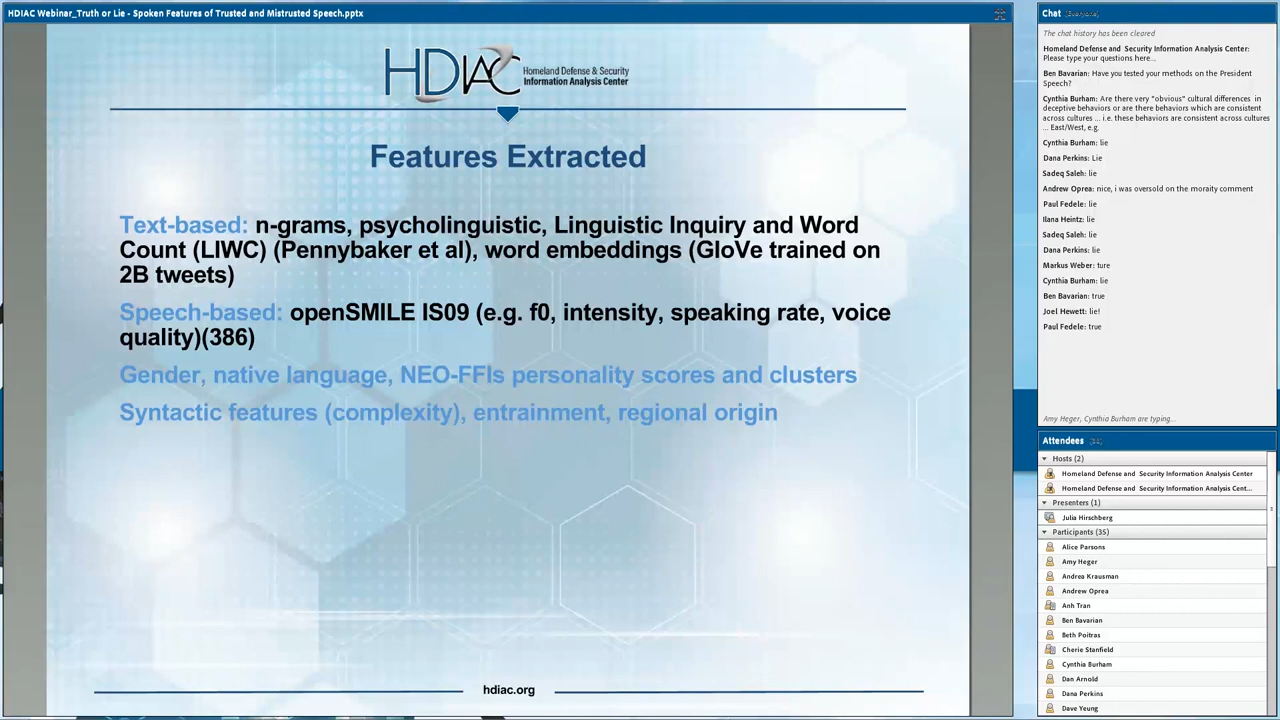 HDIAC Webinar_Truth or Lie - Spoken Features of Trusted and Mistrusted Speech.pptx
HDIAC
Homeland Defense & Security
Information Analysis Center
Features Extracted
Text-based: n-grams, psycholinguistic, Linguistic Inquiry and Word
Count (LIWC) (Pennybaker et al), word embeddings (GloVe trained on
2B tweets)
Speech-based: openSMILE IS09 (e.g. f0, intensity, speaking rate, voice
quality)(386)
Gender, native language, NEO-FFIs personality scores and clusters
Syntactic features (complexity), entrainment, regional origin
hdiac.org
Chat (Everyone)
The chat history has been cleared
Homeland Defense and Security Information Analysis Center:
Please type your questions here...
Ben Bavarian: Have you tested your methods on the President
Speech?
Cynthia Burham: Are there very "obvious" cultural differences in
deceptive behaviors or are there behaviors which are consistent
across cultures ... i.e. these behaviors are consistent across cultures
... East/West, e.g.
Cynthia Burham: lie
Dana Perkins: Lie
Sadeq Saleh: lie
Andrew Oprea: nice, i was oversold on the moraity comment
Paul Fedele: lie
Ilana Heintz: lie
Sadeq Saleh: lie
Dana Perkins: lie
Markus Weber: ture
Cynthia Burham: lie
Ben Bavarian: true
Joel Hewett: lie!
Paul Fedele: true
Amy Heger, Cynthia Burham are typing...
Attendees
Hosts (2)
Homeland Defense and Security Information Analysis Center
Homeland Defense and Security Information Analysis Cent...
Presenters (1)
Julia Hirschberg
Participants (35)
Alice Parsons
Amy Heger
Andrea Krausman
Andrew Oprea
Anh Tran
Ben Bavarian
Beth Poitras
Cherie Stanfield
Cynthia Burham
Dan Arnold
Dana Perkins
Dave Yeung